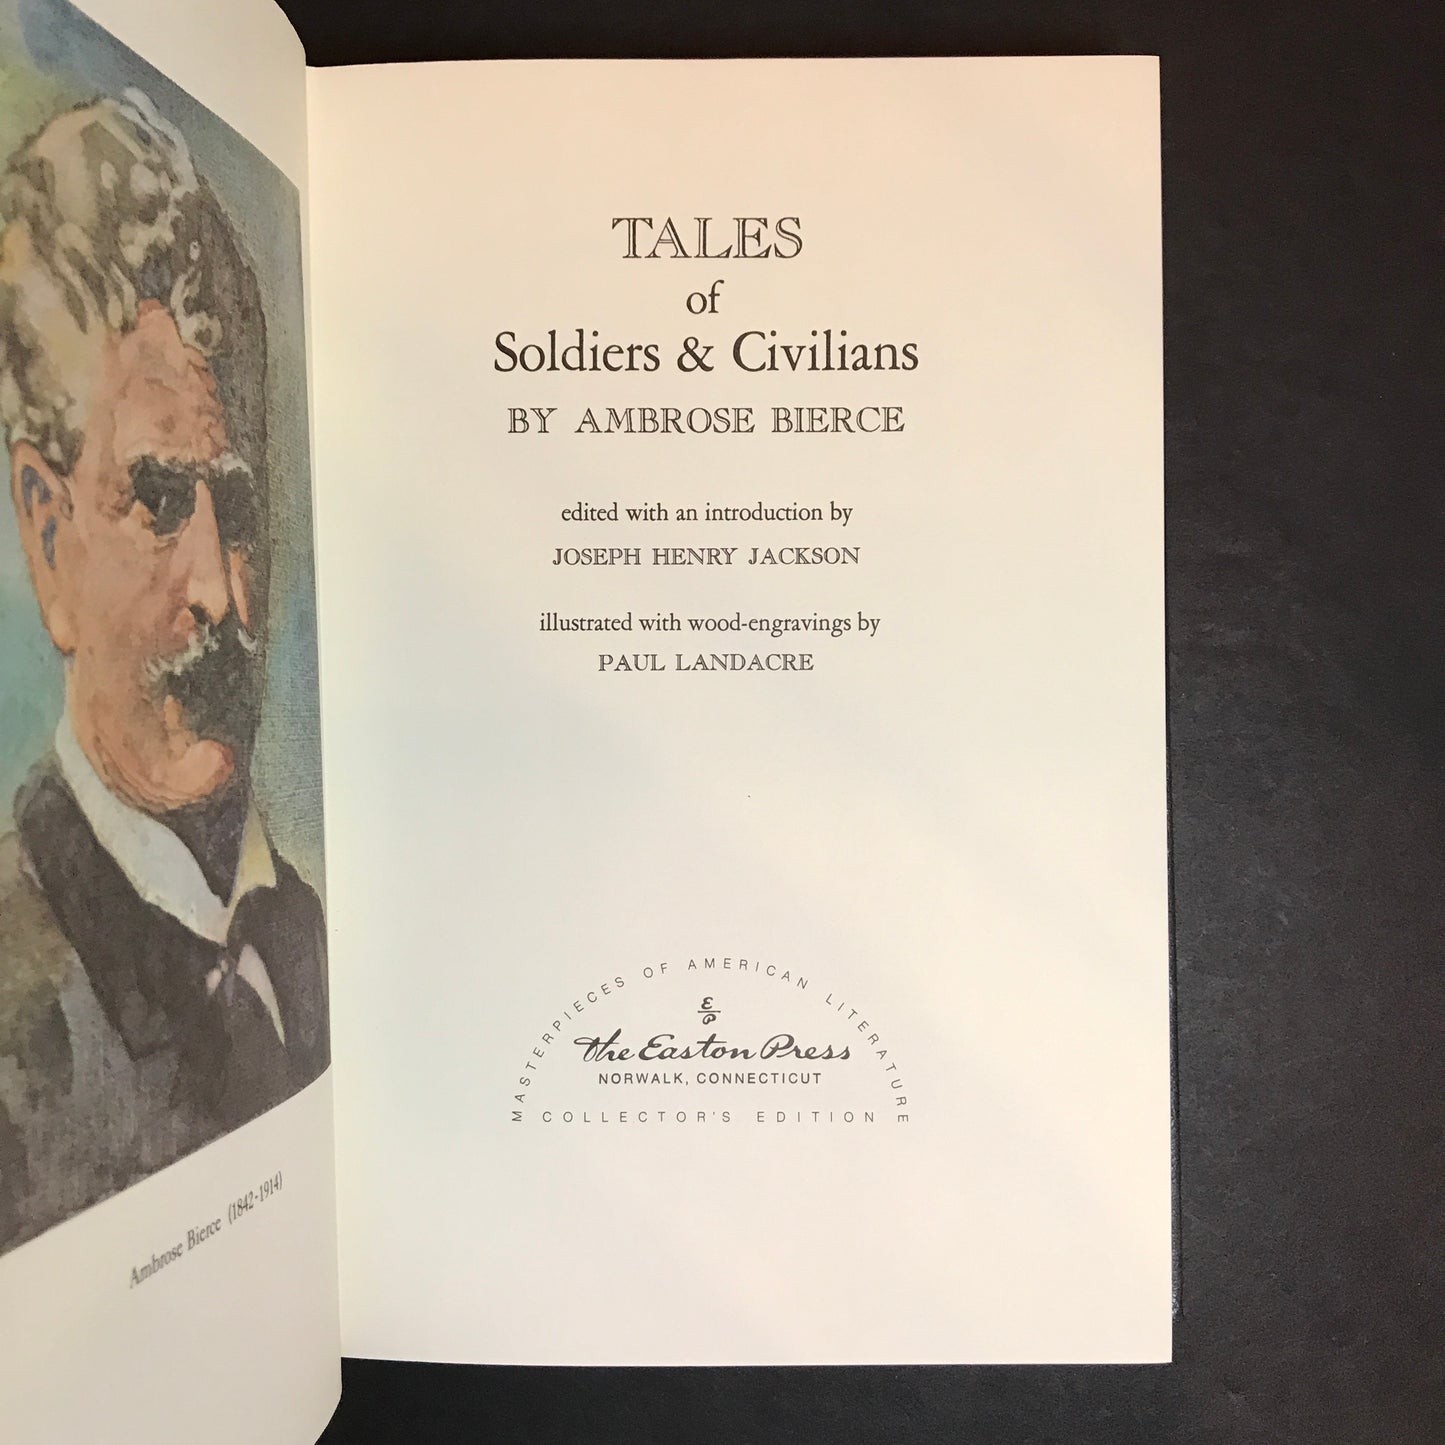 Ambrose Bierce (1842-1914)
TALES
of
Soldiers & Civilians
BY AMBROSE BIERCE
edited with an introduction by
JOSEPH HENRY JACKSON
illustrated with wood-engravings by
PAUL LANDACRE
MASTERPIECES OF AMERICAN LITERATURE
E
P
The Easton Press
NORWALK, CONNECTICUT
COLLECTOR'S EDITION